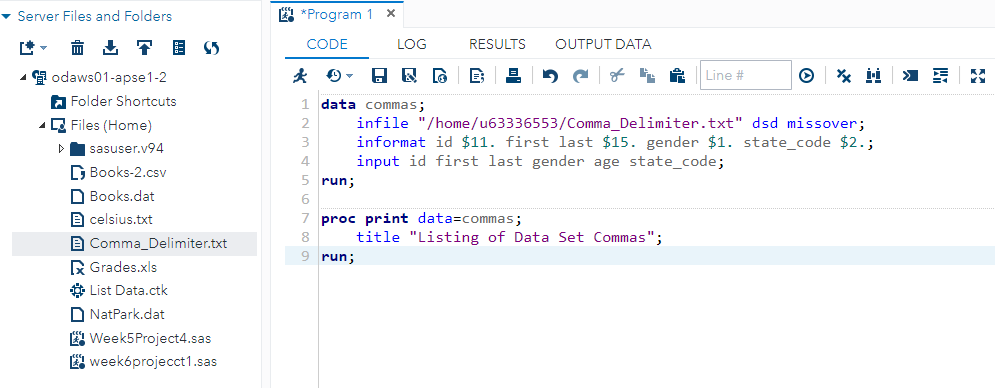 Server Files and Folders
odaws01-apse1-2
Folder Shortcuts
Files (Home)
sasuser.v94
Books-2.csv
Books.dat
celsius.txt
Comma_Delimiter.txt
Grades.xls
List Data.ctk
NatPark.dat
Week5Project4.sas
week6projecct1.sas
*Program 1
CODE LOG RESULTS OUTPUT DATA
Line #
1 data commas;
2 infile "/home/u63336553/Comma_Delimiter.txt" dsd missover;
3 informat id $11. first last $15. gender $1. state_code $2.;
4 input id first last gender age state_code;
5 run;
6
7 proc print data=commas;
8 title "Listing of Data Set Commas";
9 run;